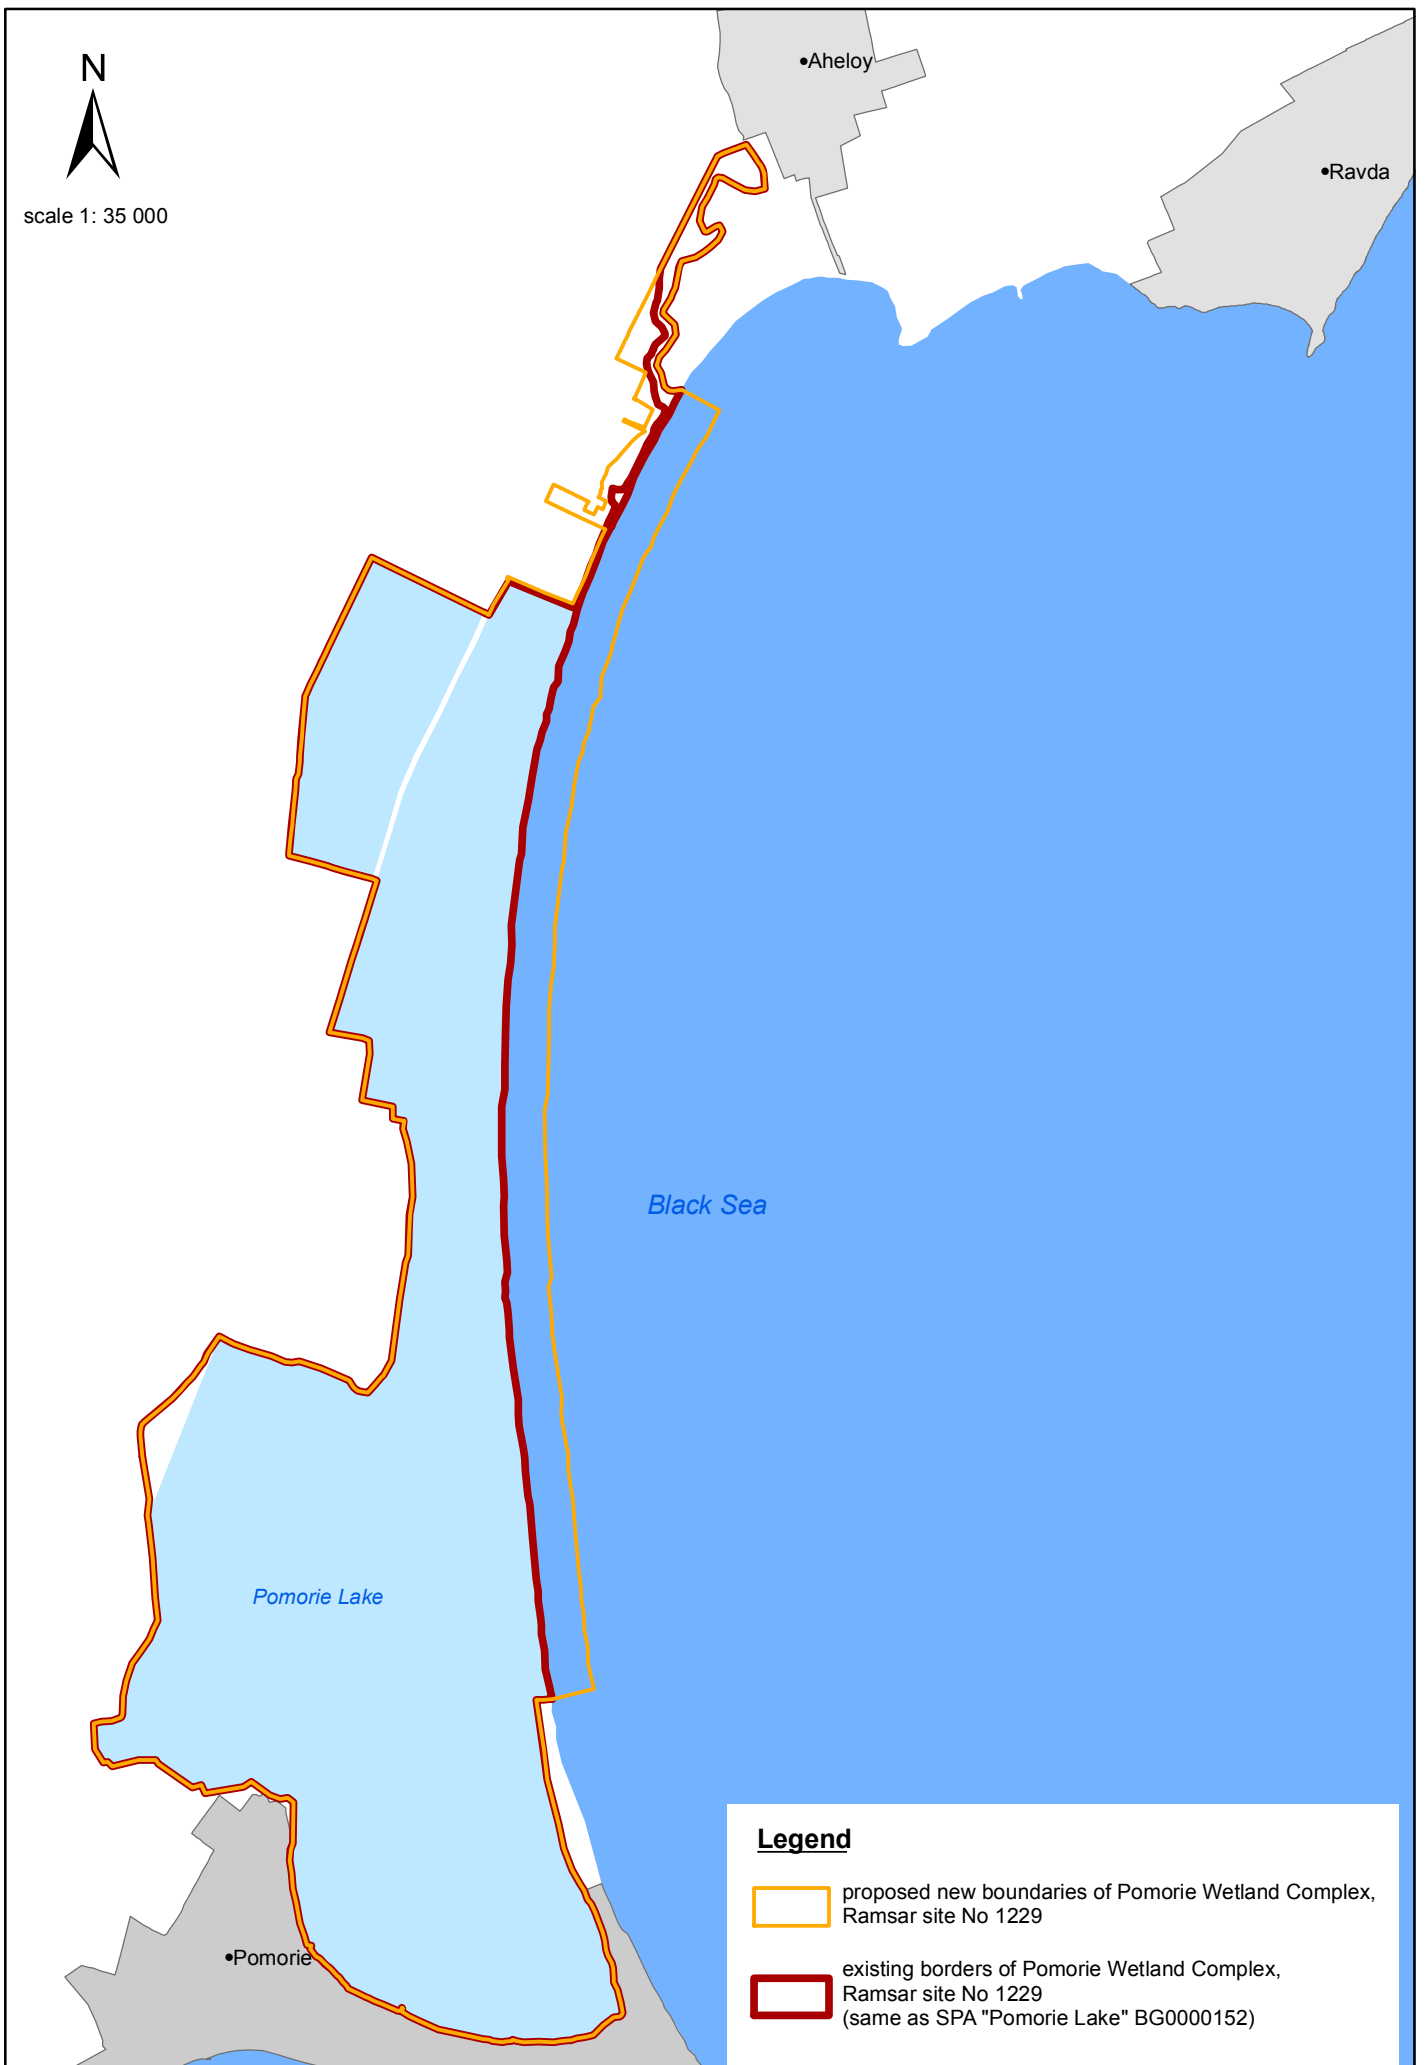 N
scale 1: 35 000
Aheloy
Ravda
Black Sea
Pomorie Lake
Pomorie
Legend
proposed new boundaries of Pomorie Wetland Complex,
Ramsar site No 1229
existing borders of Pomorie Wetland Complex,
Ramsar site No 1229
(same as SPA "Pomorie Lake" BG0000152)